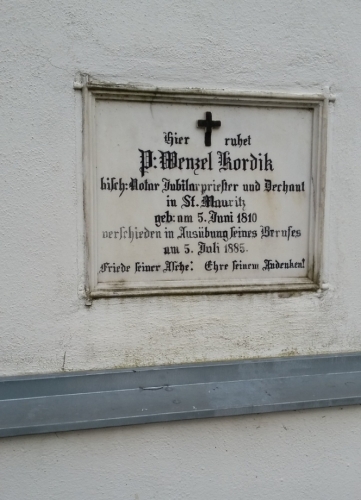 Hier ruhet
P: Wenzel Kordik
bisch: Notar Jubilarpriester und Dechant
in St. Mauritz
geb: am 5. Juni 1810
verschieden in Ausübung seines Berufes
am 5. Juli 1885.
Friede seiner Asche! Ehre seinem Andenken!